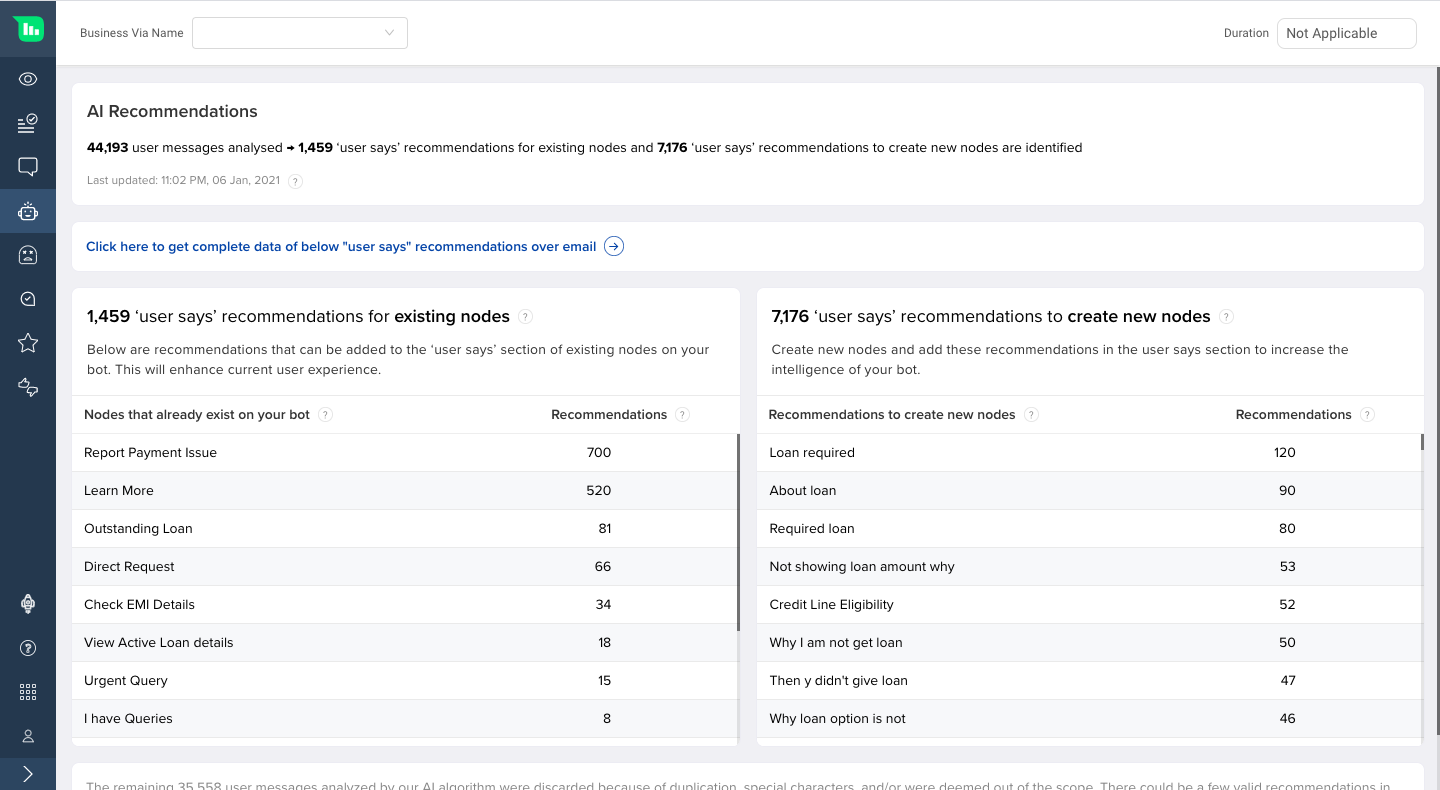 Business Via Name
Duration Not Applicable
AI Recommendations
44,193 user messages analysed → 1,459 ‘user says’ recommendations for existing nodes and 7,176 ‘user says’ recommendations to create new nodes are identified
Last updated: 11:02 PM, 06 Jan, 2021 ?
Click here to get complete data of below "user says" recommendations over email
1,459 ‘user says’ recommendations for existing nodes ?
Below are recommendations that can be added to the ‘user says’ section of existing nodes on your
bot. This will enhance current user experience.
Nodes that already exist on your bot ? Recommendations ?
Report Payment Issue 700
Learn More 520
Outstanding Loan 81
Direct Request 66
Check EMI Details 34
View Active Loan details 18
Urgent Query 15
I have Queries 8
7,176 ‘user says’ recommendations to create new nodes ?
Create new nodes and add these recommendations in the user says section to increase the
intelligence of your bot.
Recommendations to create new nodes ? Recommendations ?
Loan required 120
About loan 90
Required loan 80
Not showing loan amount why 53
Credit Line Eligibility 52
Why I am not get loan 50
Then y didn't give loan 47
Why loan option is not 46
The remaining 35,558 user messages analyzed by our AI algorithm were discarded because of duplication, special characters, and/or were deemed out of the scope. There could be a few valid recommendations in